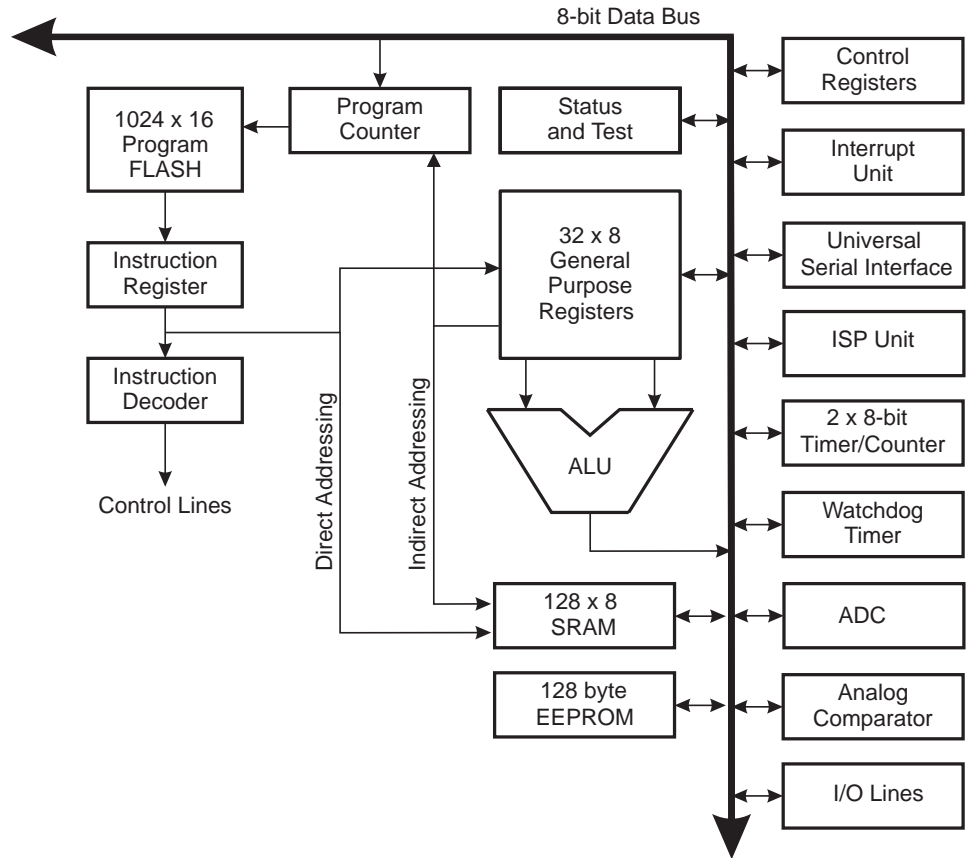 8-bit Data Bus
1024 x 16
Program
FLASH
Program
Counter
Status
and Test
Control
Registers
Interrupt
Unit
Instruction
Register
32 x 8
General
Purpose
Registers
Universal
Serial Interface
ISP Unit
Instruction
Decoder
Control Lines
Direct Addressing
Indirect Addressing
ALU
2 x 8-bit
Timer/Counter
Watchdog
Timer
128 x 8
SRAM
ADC
128 byte
EEPROM
Analog
Comparator
I/O Lines